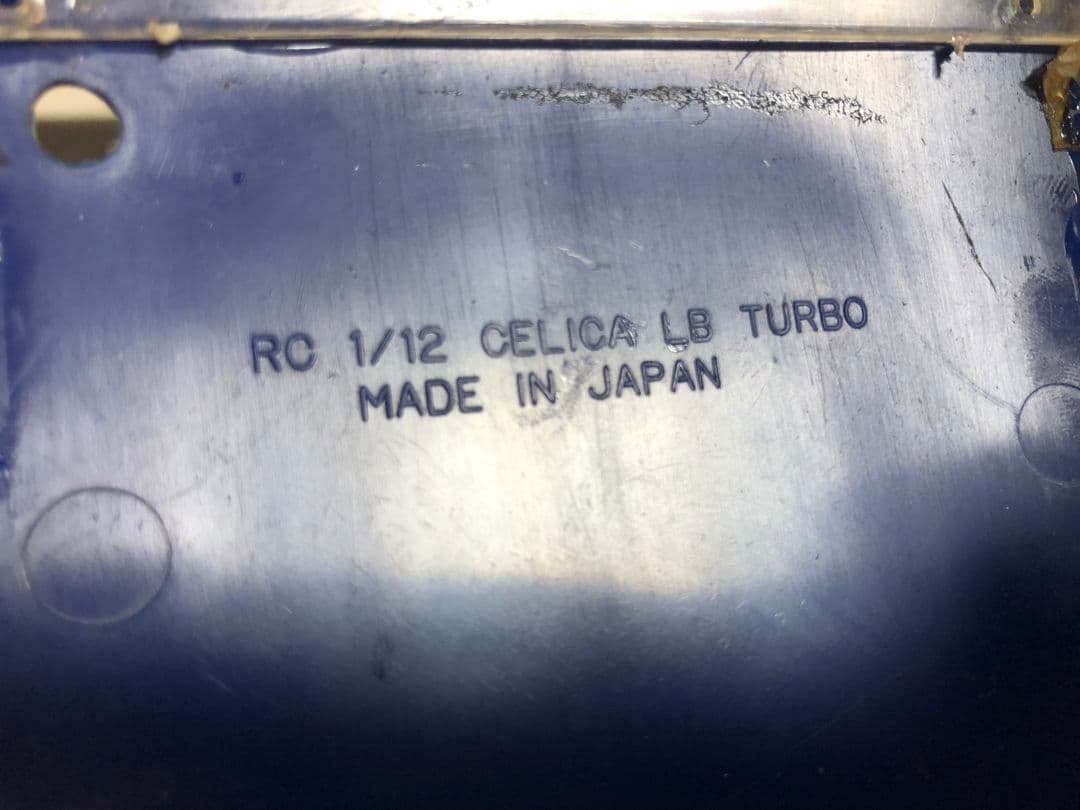 RC 1/12 CELICA LB TURBO
MADE IN JAPAN